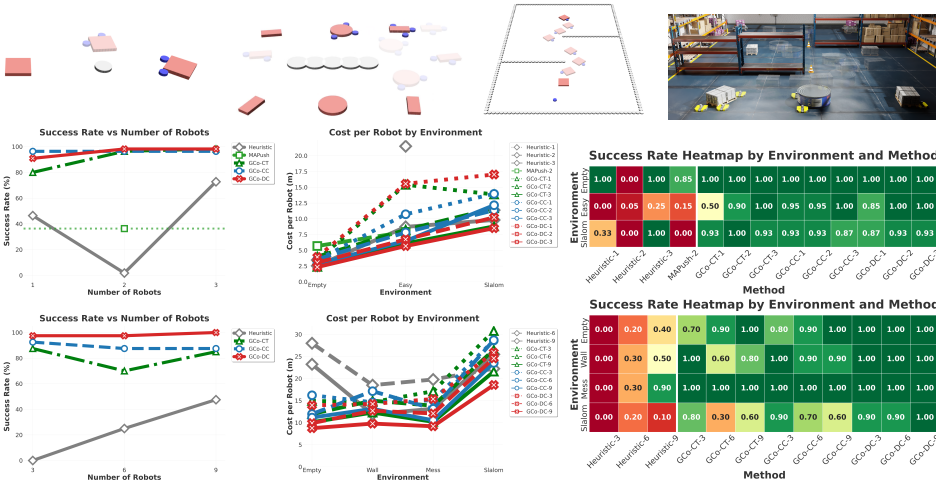 Success Rate vs Number of Robots
Success Rate (%)
100
80
60
40
20
0
1
2
3
Number of Robots
Heuristic
MAPush
GCo-CT
GCo-CC
GCo-DC
Cost per Robot by Environment
Cost per Robot (m)
20.0
17.5
15.0
12.5
10.0
7.5
5.0
2.5
0.0
Empty
Easy
Slalom
Environment
Heuristic-1
Heuristic-2
Heuristic-3
MAPush-2
GCo-CT-1
GCo-CT-2
GCo-CT-3
GCo-CC-1
GCo-CC-2
GCo-CC-3
GCo-DC-1
GCo-DC-2
GCo-DC-3
Success Rate Heatmap by Environment and Method
Environment
Empty 1.00 0.00 1.00 0.85 1.00 1.00 1.00 1.00 1.00 1.00 1.00 1.00 1.00
Easy 0.00 0.05 0.25 0.15 0.50 0.90 1.00 0.95 0.95 1.00 0.85 1.00 1.00
Slalom 0.33 0.00 1.00 0.00 0.93 1.00 0.93 1.00 0.93 0.87 0.87 0.93 0.93
Heuristic-1
Heuristic-2
Heuristic-3
MAPush-2
GCo-CT-1
GCo-CT-2
GCo-CT-3
GCo-CC-1
GCo-CC-2
GCo-CC-3
GCo-DC-1
GCo-DC-2
GCo-DC-3
Method
Success Rate vs Number of Robots
Success Rate (%)
100
80
60
40
20
0
3
6
9
Number of Robots
Heuristic
GCo-CT
GCo-CC
GCo-DC
Cost per Robot by Environment
Cost per Robot (m)
30
25
20
15
10
5
0
Empty
Wall
Mess
Slalom
Environment
Heuristic-6
Heuristic-9
GCo-CT-3
GCo-CT-6
GCo-CT-9
GCo-CC-3
GCo-CC-6
GCo-CC-9
GCo-DC-3
GCo-DC-6
GCo-DC-9
Success Rate Heatmap by Environment and Method
Environment
Empty 0.00 0.20 0.40 0.70 0.90 1.00 0.80 0.90 1.00 1.00 1.00 1.00
Wall 0.00 0.30 0.50 1.00 0.60 0.80 1.00 0.90 0.90 1.00 1.00 1.00
Mess 0.00 0.30 0.90 1.00 1.00 1.00 1.00 1.00 1.00 1.00 1.00 1.00
Slalom 0.00 0.20 0.10 0.80 0.30 0.60 0.90 0.70 0.60 0.90 0.90 1.00
Heuristic-3
Heuristic-6
Heuristic-9
GCo-CT-3
GCo-CT-6
GCo-CT-9
GCo-CC-3
GCo-CC-6
GCo-CC-9
GCo-DC-3
GCo-DC-6
GCo-DC-9
Method